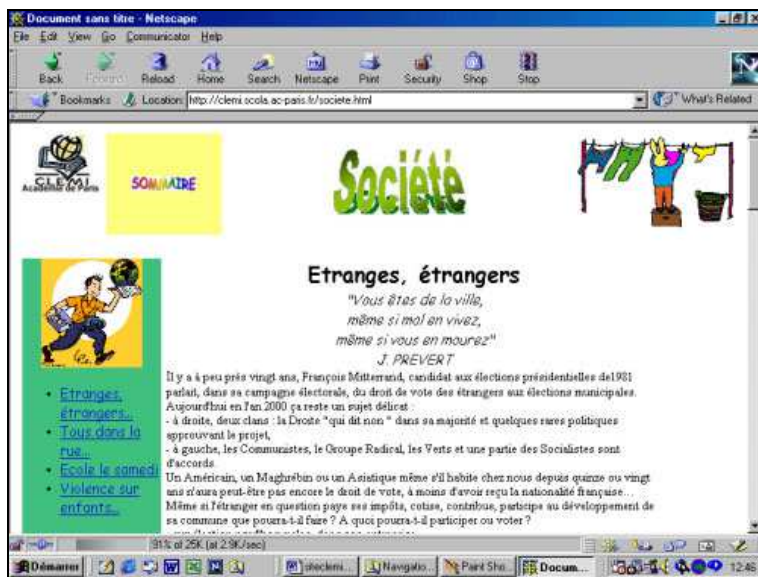 Document sans titre - Netscape
File Edit View Go Communicator Help
Back Forward Reload Home Search Netscape Print Security Shop Stop
Bookmarks Location: http://clemi.scola.ac-paris.fr/societe.html What's Related
CLEMI
Académie de Paris
SOMMAIRE
Société
Etranges, étrangers
"Vous êtes de la ville,
même si mal en vivez,
même si vous en mourez"
J. PREVERT
Etranges,
étrangers...
Tous dans la
rue...
Ecole le samedi
Violence sur
enfants...
Il y a à peu près vingt ans, François Mitterrand, candidat aux élections présidentielles de1981
parlait, dans sa campagne électorale, du droit de vote des étrangers aux élections municipales.
Aujourd'hui en l'an 2000 ça reste un sujet délicat :
- à droite, deux clans : la Droite "qui dit non " dans sa majorité et quelques rares politiques
approuvant le projet,
- à gauche, les Communistes, le Groupe Radical, les Verts et une partie des Socialistes sont
d'accords.
Un Américain, un Maghrébin ou un Asiatique même s'il habite chez nous depuis quinze ou vingt
ans n'aura peut-être pas encore le droit de vote, à moins d'avoir reçu la nationalité française...
Même si l'étranger en question paye ses impôts, cotise, contribue, participe au développement de
sa commune que pourra-t-il faire ? A quoi pourra-t-il participer ou voter ?
91% of 25K (at 2.9K/sec)
Démarrer siteclemi... Navigatio... Paint Sho... Docum... 12:46